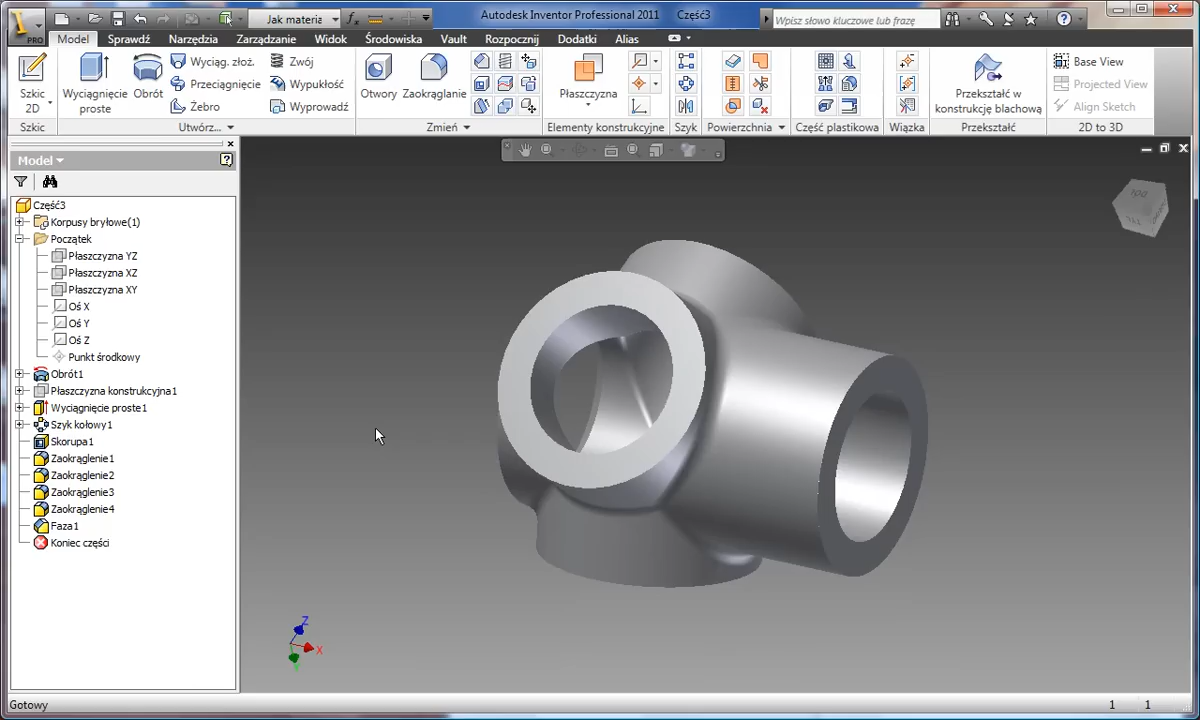 PRO
Jak materia
Autodesk Inventor Professional 2011 Część3
Wpisz słowo kluczowe lub frazę
Model Sprawdź Narzędzia Zarządzanie Widok Środowiska Vault Rozpocznij Dodatki Alias
Szkic
2D
Wyciągnięcie
proste
Obrót
Wyciąg. złoż.
Przeciągnięcie
Żebro
Zwój
Wypukłość
Wyprowadź
Otwory
Zaokrąglanie
Płaszczyzna
Przekształć w
konstrukcję blachową
Base View
Projected View
Align Sketch
Szkic Utwórz... Zmień Elementy konstrukcyjne Szyk Powierzchnia Część plastikowa Wiązka Przekształć 2D to 3D
Model
Część3
Korpusy bryłowe(1)
Początek
Płaszczyzna YZ
Płaszczyzna XZ
Płaszczyzna XY
Oś X
Oś Y
Oś Z
Punkt środkowy
Obrót1
Płaszczyzna konstrukcyjna1
Wyciągnięcie proste1
Szyk kołowy1
Skorupa1
Zaokrąglenie1
Zaokrąglenie2
Zaokrąglenie3
Zaokrąglenie4
Faza1
Koniec części
Z
X
Gotowy
1 1